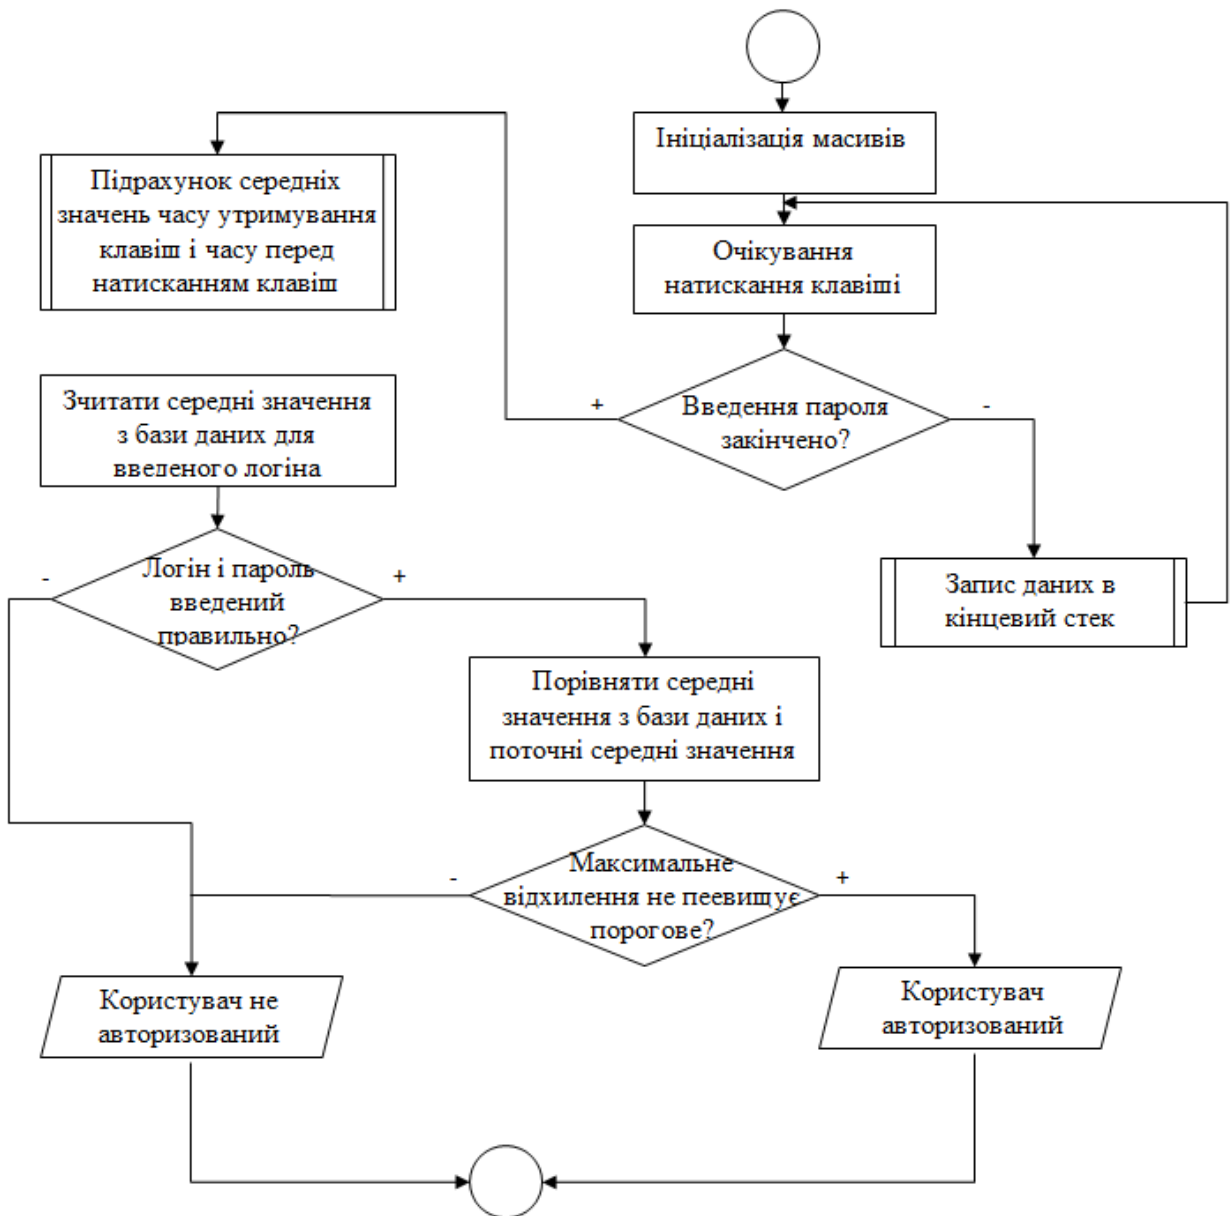 Ініціалізація масивів
Підрахунок середніх
значень часу утримування
клавіш і часу перед
натисканням клавіш
Очікування
натискання клавіші
Зчитати середні значення
з бази даних для
введеного логіна
+
Введення пароля
закінчено?
-
-
Логін і пароль
введений
правильно?
+
Запис даних в
кінцевий стек
Порівняти середні
значення з бази даних і
поточні середні значення
-
Максимальне
відхилення не пеевищує
порогове?
+
Користувач не
авторизований
Користувач
авторизований